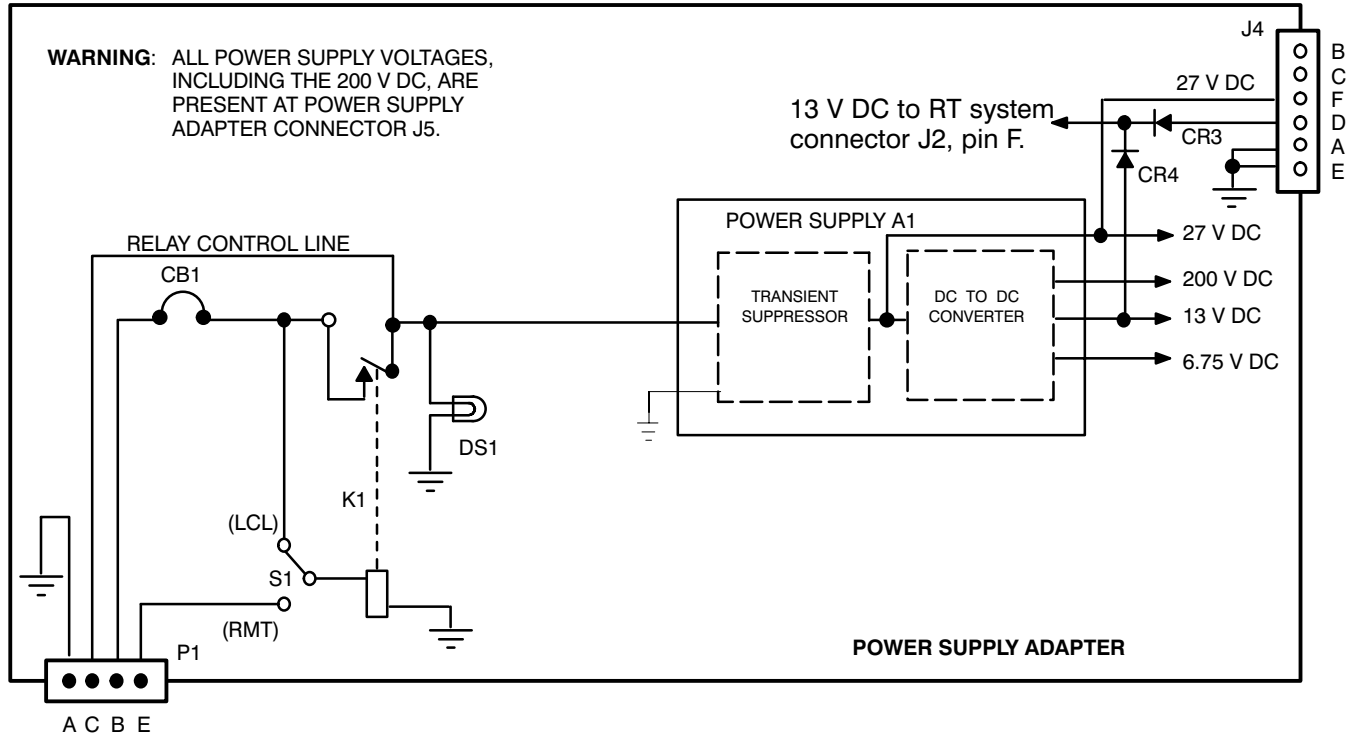 J4
WARNING: ALL POWER SUPPLY VOLTAGES,
INCLUDING THE 200 V DC, ARE
PRESENT AT POWER SUPPLY
ADAPTER CONNECTOR J5.
B
C
F
D
A
E
27 V DC
13 V DC to RT system
connector J2, pin F.
CR3
CR4
POWER SUPPLY A1
RELAY CONTROL LINE
CB1
TRANSIENT
SUPPRESSOR
DC TO DC
CONVERTER
27 V DC
200 V DC
13 V DC
6.75 V DC
DS1
K1
(LCL)
S1
(RMT)
P1
POWER SUPPLY ADAPTER
A C B E